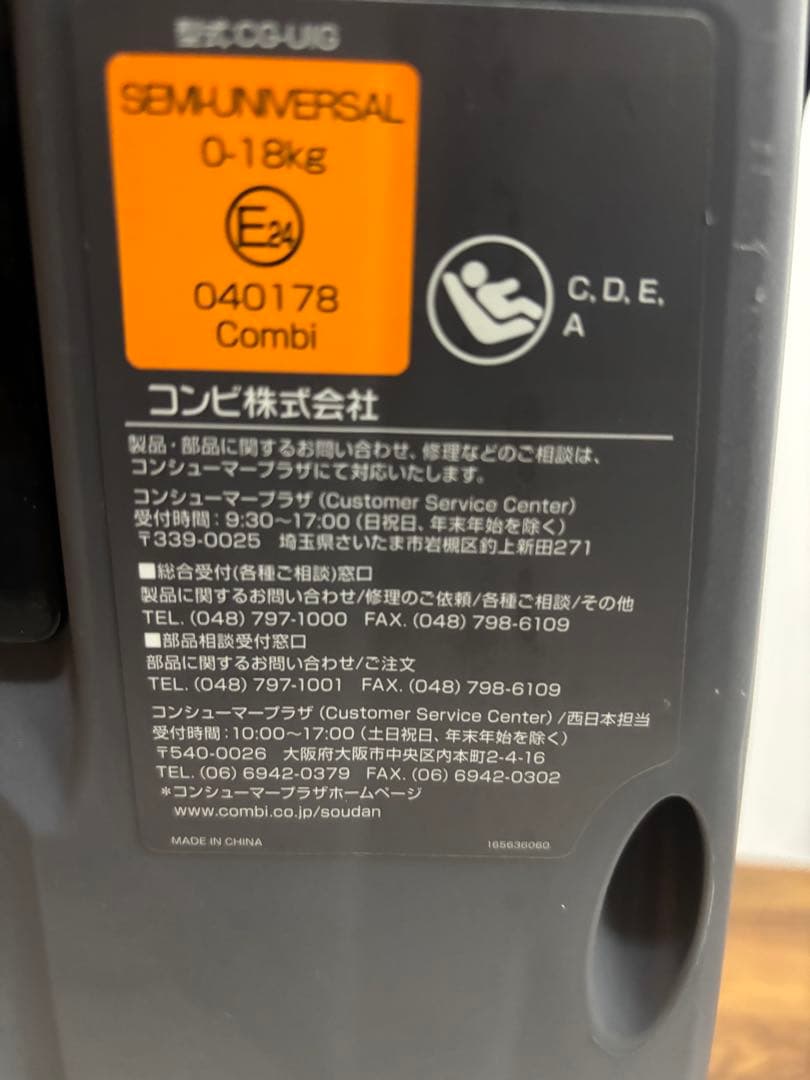 型式:CG-UIG
SEMI-UNIVERSAL
0-18kg
E24
040178
Combi
C, D, E,
A
コンビ株式会社
製品・部品に関するお問い合わせ、修理などのご相談は、
コンシューマープラザにて対応いたします。
コンシューマープラザ (Customer Service Center)
受付時間：9:30～17:00 (日祝日、年末年始を除く)
〒339-0025 埼玉県さいたま市岩槻区釣上新田271
■総合受付(各種ご相談)窓口
製品に関するお問い合わせ/修理のご依頼/各種ご相談/その他
TEL. (048) 797-1000 FAX. (048) 798-6109
■部品相談受付窓口
部品に関するお問い合わせ/ご注文
TEL. (048) 797-1001 FAX. (048) 798-6109
コンシューマープラザ (Customer Service Center) /西日本担当
受付時間：10:00～17:00 (土日祝日、年末年始を除く)
〒540-0026 大阪府大阪市中央区内本町2-4-16
TEL. (06) 6942-0379 FAX. (06) 6942-0302
*コンシューマープラザホームページ
www.combi.co.jp/soudan
MADE IN CHINA
165636060